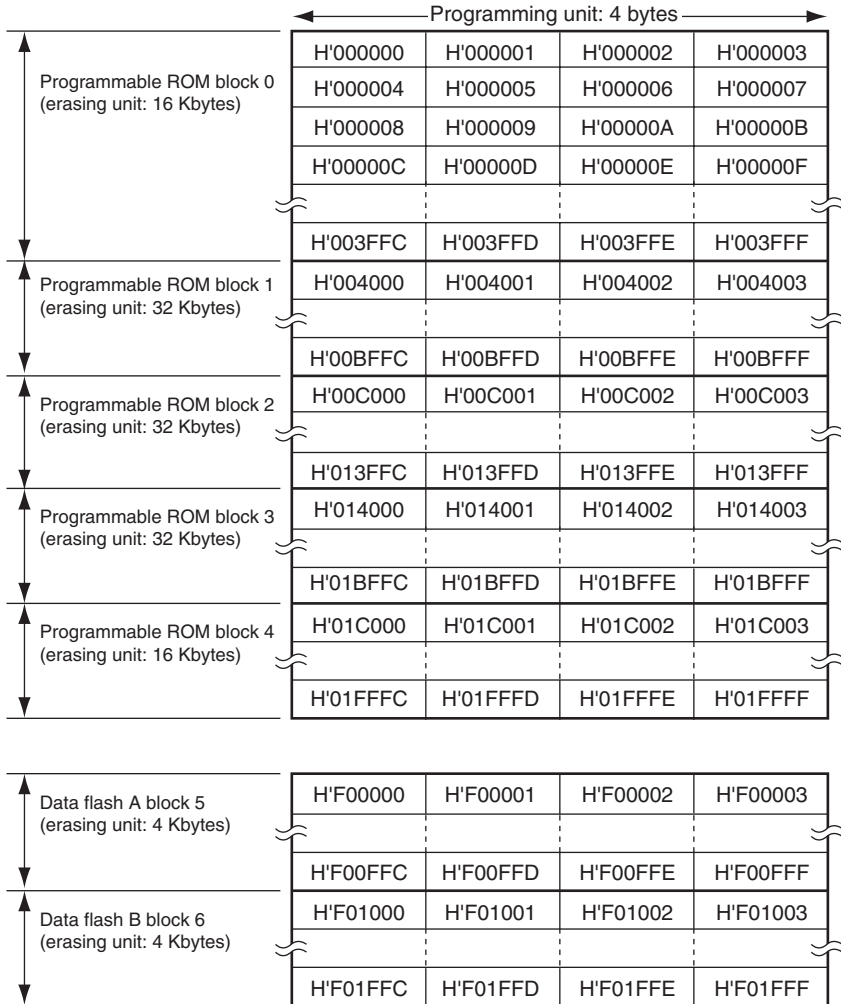 Programming unit: 4 bytes
Programmable ROM block 0
(erasing unit: 16 Kbytes)
H'000000 H'000001 H'000002 H'000003
H'000004 H'000005 H'000006 H'000007
H'000008 H'000009 H'00000A H'00000B
H'00000C H'00000D H'00000E H'00000F
H'003FFC H'003FFD H'003FFE H'003FFF
Programmable ROM block 1
(erasing unit: 32 Kbytes)
H'004000 H'004001 H'004002 H'004003
H'00BFFC H'00BFFD H'00BFFE H'00BFFF
Programmable ROM block 2
(erasing unit: 32 Kbytes)
H'00C000 H'00C001 H'00C002 H'00C003
H'013FFC H'013FFD H'013FFE H'013FFF
Programmable ROM block 3
(erasing unit: 32 Kbytes)
H'014000 H'014001 H'014002 H'014003
H'01BFFC H'01BFFD H'01BFFE H'01BFFF
Programmable ROM block 4
(erasing unit: 16 Kbytes)
H'01C000 H'01C001 H'01C002 H'01C003
H'01FFFC H'01FFFD H'01FFFE H'01FFFF
Data flash A block 5
(erasing unit: 4 Kbytes)
H'F00000 H'F00001 H'F00002 H'F00003
H'F00FFC H'F00FFD H'F00FFE H'F00FFF
Data flash B block 6
(erasing unit: 4 Kbytes)
H'F01000 H'F01001 H'F01002 H'F01003
H'F01FFC H'F01FFD H'F01FFE H'F01FFF